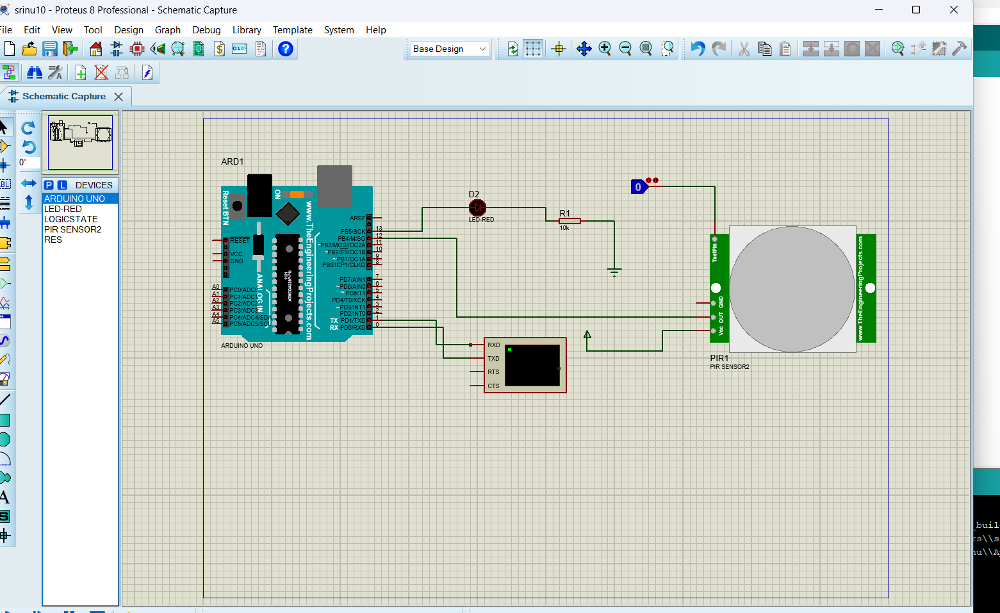 srinu10 - Proteus 8 Professional - Schematic Capture
File Edit View Tool Design Graph Debug Library Template System Help
Base Design
Schematic Capture
0°
P L DEVICES
ARDUINO UNO
LED-RED
LOGICSTATE
PIR SENSOR2
RES
ARD1
Reset BTN
ON
www.TheEngineeringProjects.com
ANALOG IN
1121
RESET
VCC
GND
A0 PC0/ADC0
A1 PC1/ADC1
A2 PC2/ADC2
A3 PC3/ADC3
A4 PC4/ADC4/SDA
A5 PC5/ADC5/SCL
AREF
PB5/SCK 13
PB4/MISO 12
~PB3/MOSI/OC2A 11
~PB2/SS/OC1B 10
~PB1/OC1A 9
PB0/ICP1/CLKO 8
PD7/AIN1 7
~PD6/AIN0 6
~PD5/T1 5
PD4/T0/XCK 4
~PD3/INT1 3
PD2/INT0 2
TX PD1/TXD 1
RX PD0/RXD 0
ARDUINO UNO
D2
LED-RED
R1
10k
0
RXD
TXD
RTS
CTS
TestPin
GND
OUT
Vcc
www.TheEngineeringProjects.com
PIR1
PIR SENSOR2
_buil
rs\\s
nu\\A